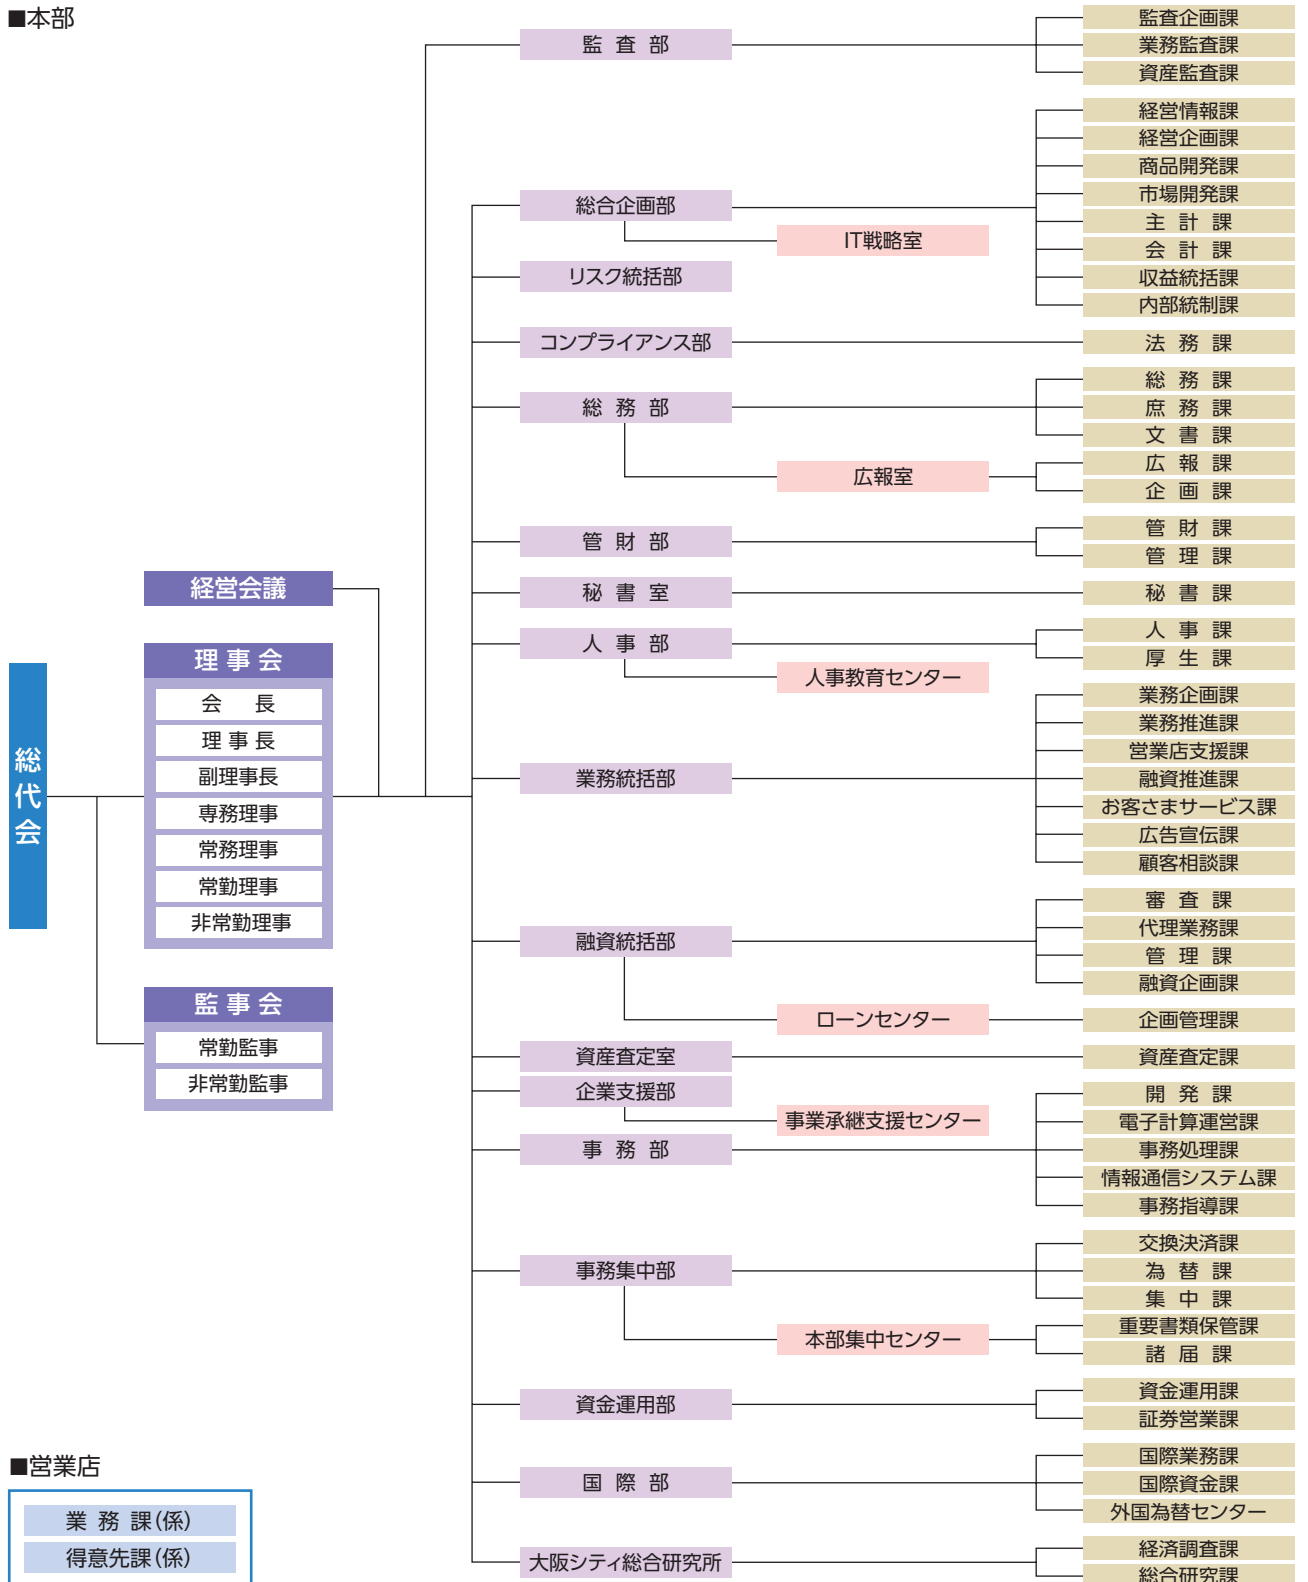 ■本部
総代会
経営会議
理事会
会長
理事長
副理事長
専務理事
常務理事
常勤理事
非常勤理事
監事会
常勤監事
非常勤監事
監査部
監査企画課
業務監査課
資産監査課
総合企画部
経営情報課
経営企画課
商品開発課
市場開発課
主計課
会計課
収益統括課
内部統制課
IT戦略室
リスク統括部
コンプライアンス部
法務課
総務部
総務課
庶務課
文書課
広報室
広報課
企画課
管財部
管財課
管理課
秘書室
秘書課
人事部
人事課
厚生課
人事教育センター
業務統括部
業務企画課
業務推進課
営業店支援課
融資推進課
お客さまサービス課
広告宣伝課
顧客相談課
融資統括部
審査課
代理業務課
管理課
融資企画課
ローンセンター
企画管理課
資産査定室
資産査定課
企業支援部
事業承継支援センター
事務部
開発課
電子計算運営課
事務処理課
情報通信システム課
事務指導課
事務集中部
交換決済課
為替課
集中課
本部集中センター
重要書類保管課
諸届課
資金運用部
資金運用課
証券営業課
国際部
国際業務課
国際資金課
外国為替センター
大阪シティ総合研究所
経済調査課
総合研究課
■営業店
業務課(係)
得意先課(係)